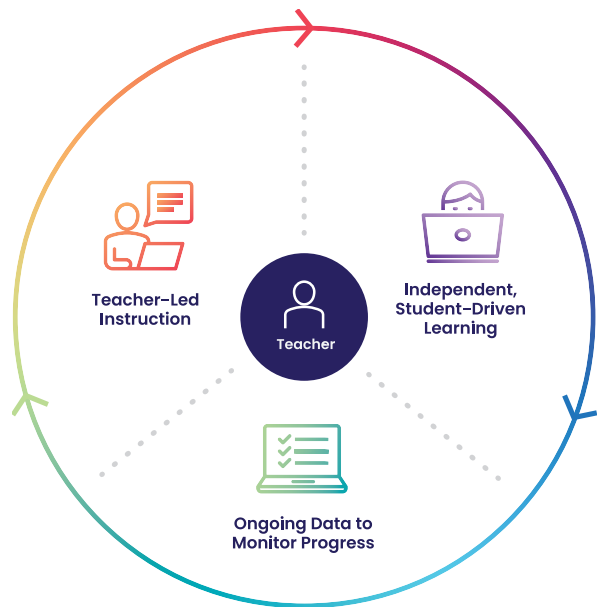 Teacher-Led
Instruction
Independent,
Student-Driven
Learning
Teacher
Ongoing Data to
Monitor Progress